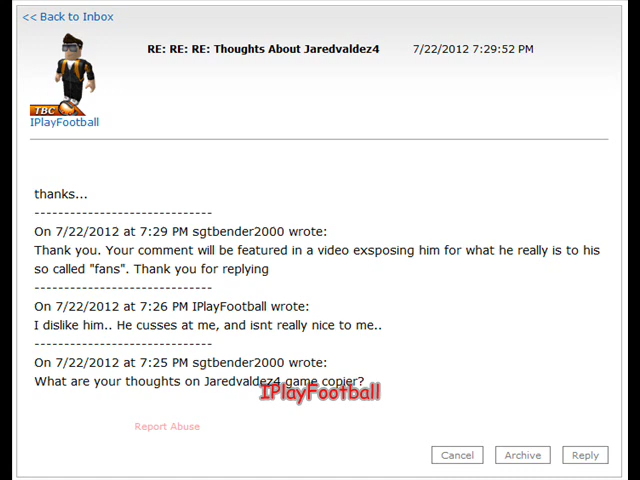 << Back to Inbox
RE: RE: RE: Thoughts About Jaredvaldez4 7/22/2012 7:29:52 PM
TBC
IPlayFootball
thanks...
------------------------------
On 7/22/2012 at 7:29 PM sgtbender2000 wrote:
Thank you. Your comment will be featured in a video exsposing him for what he really is to his
so called "fans". Thank you for replying
------------------------------
On 7/22/2012 at 7:26 PM IPlayFootball wrote:
I dislike him.. He cusses at me, and isnt really nice to me..
------------------------------
On 7/22/2012 at 7:25 PM sgtbender2000 wrote:
What are your thoughts on Jaredvaldez4 game copier?
IPlayFootball
Report Abuse
Cancel Archive Reply